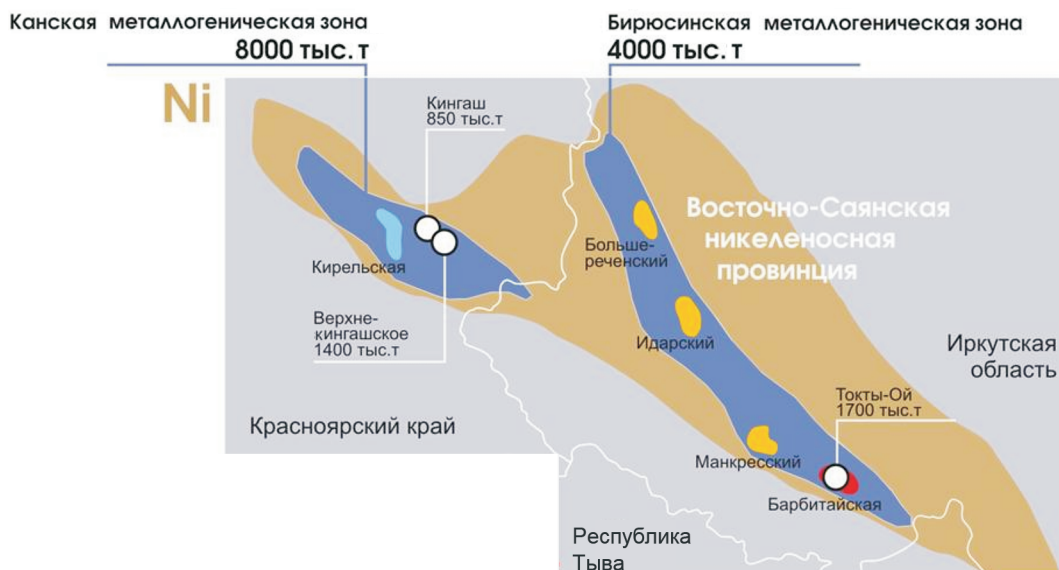 Канская металлогеническая зона
8000 тыс. т
Бирюсинская металлогеническая зона
4000 тыс. т
Ni
Кингаш
850 тыс.т
Восточно-Саянская
никеленосная
провинция
Больше-
реченский
Кирельская
Верхне-
кингашское
1400 тыс.т
Идарский
Иркутская
область
Токты-Ой
1700 тыс.т
Красноярский край
Манкресский
Барбитайская
Республика
Тыва